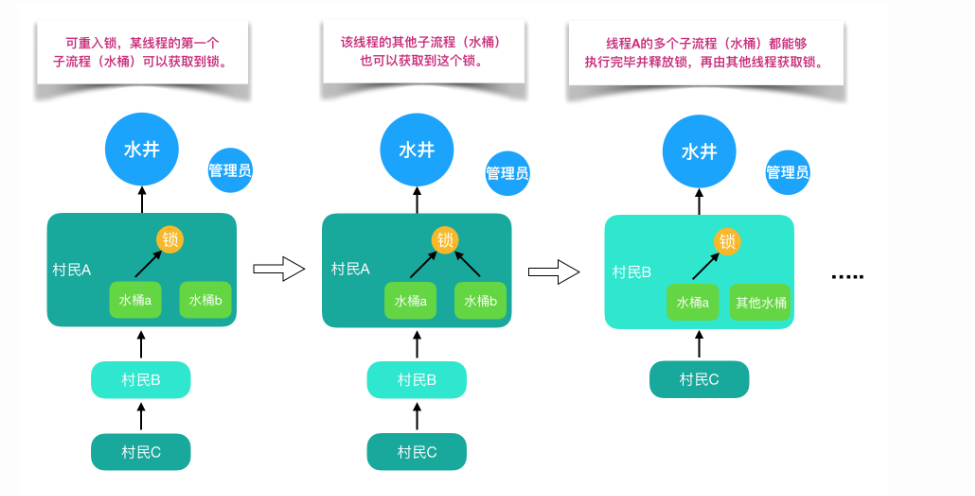 可重入锁，某线程的第一个
子流程（水桶）可以获取到锁。
该线程的其他子流程（水桶）
也可以获取到这个锁。
线程A的多个子流程（水桶）都能够
执行完毕并释放锁，再由其他线程获取锁。
水井
管理员
锁
村民A
水桶a
水桶b
村民B
村民C
水井
管理员
锁
村民A
水桶a
水桶b
村民B
村民C
水井
管理员
锁
村民B
水桶a
其他水桶
村民C
.....